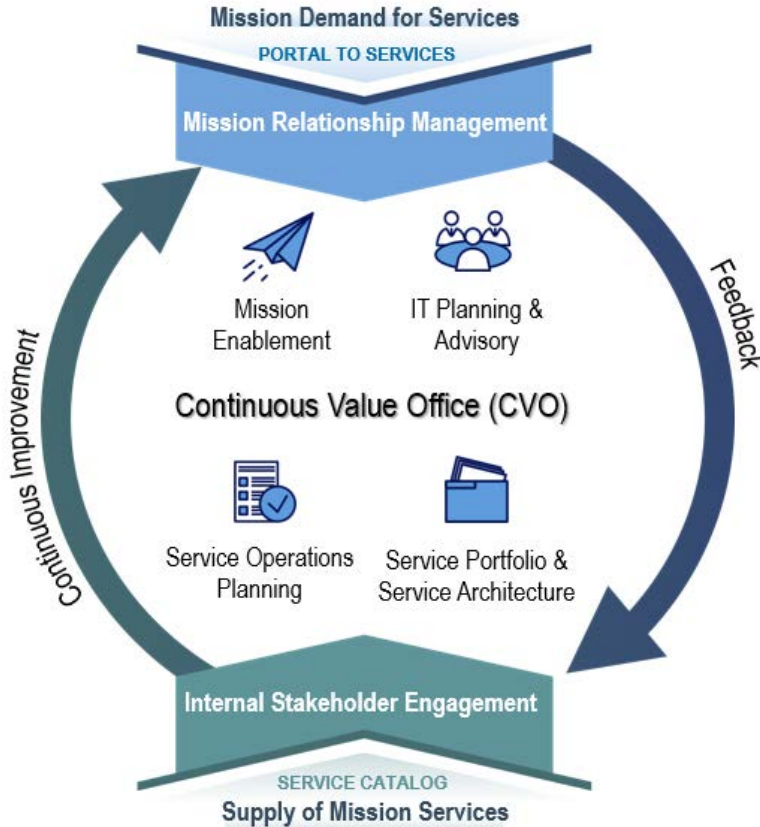 Mission Demand for Services
PORTAL TO SERVICES
Mission Relationship Management
Mission
Enablement
IT Planning &
Advisory
Feedback
Continuous Value Office (CVO)
Continuous Improvement
Service Operations
Planning
Service Portfolio &
Service Architecture
Internal Stakeholder Engagement
SERVICE CATALOG
Supply of Mission Services